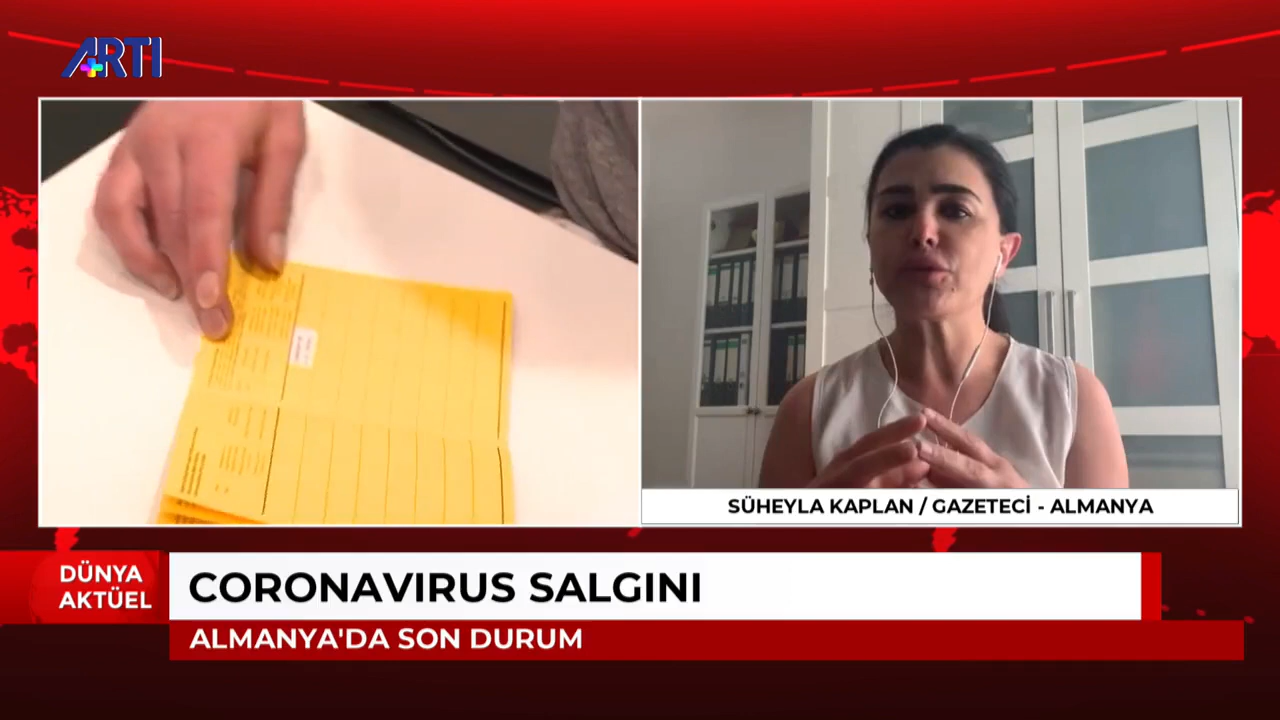 ARTI
SÜHEYLA KAPLAN / GAZETECİ - ALMANYA
DÜNYA
AKTÜEL
CORONAVIRUS SALGINI
ALMANYA'DA SON DURUM